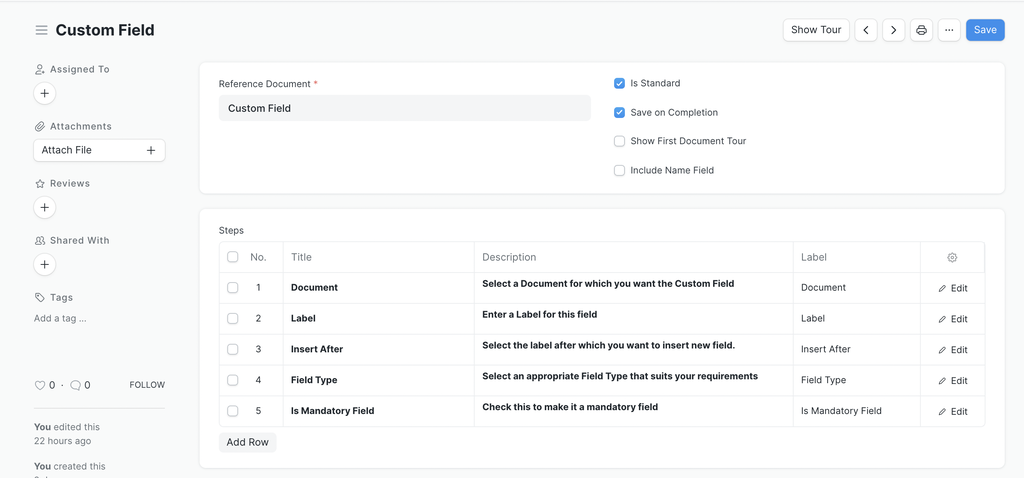 Custom Field
Show Tour
...
Save
Assigned To
Attachments
Attach File
Reviews
Shared With
Tags
Add a tag ...
0 · 0 FOLLOW
You edited this
22 hours ago
You created this
Reference Document *
Custom Field
Is Standard
Save on Completion
Show First Document Tour
Include Name Field
Steps
No. Title Description Label
1 Document Select a Document for which you want the Custom Field Document Edit
2 Label Enter a Label for this field Label Edit
3 Insert After Select the label after which you want to insert new field. Insert After Edit
4 Field Type Select an appropriate Field Type that suits your requirements Field Type Edit
5 Is Mandatory Field Check this to make it a mandatory field Is Mandatory Field Edit
Add Row